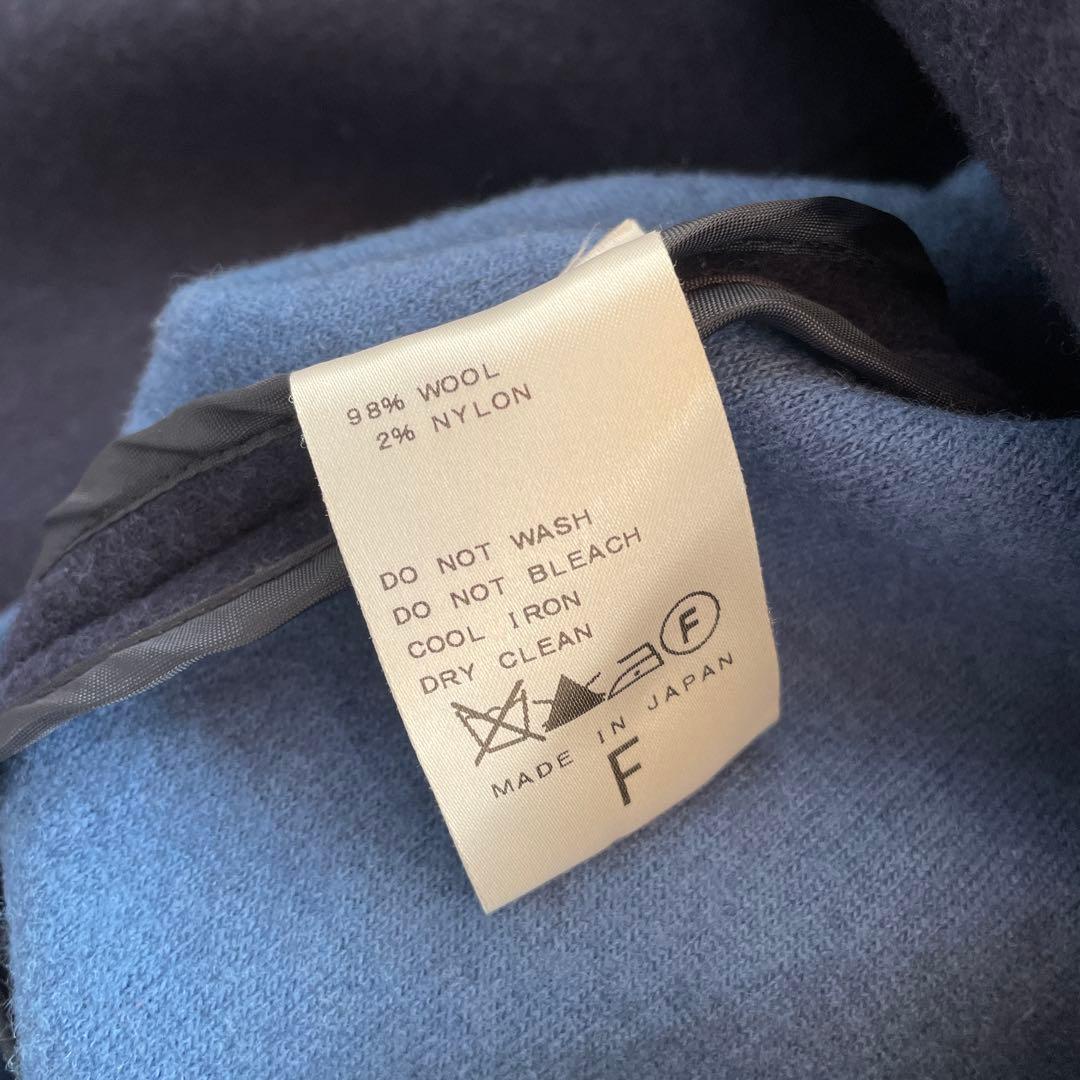 98% WOOL
2% NYLON
DO NOT WASH
DO NOT BLEACH
COOL IRON
DRY CLEAN
F
MADE IN JAPAN
F